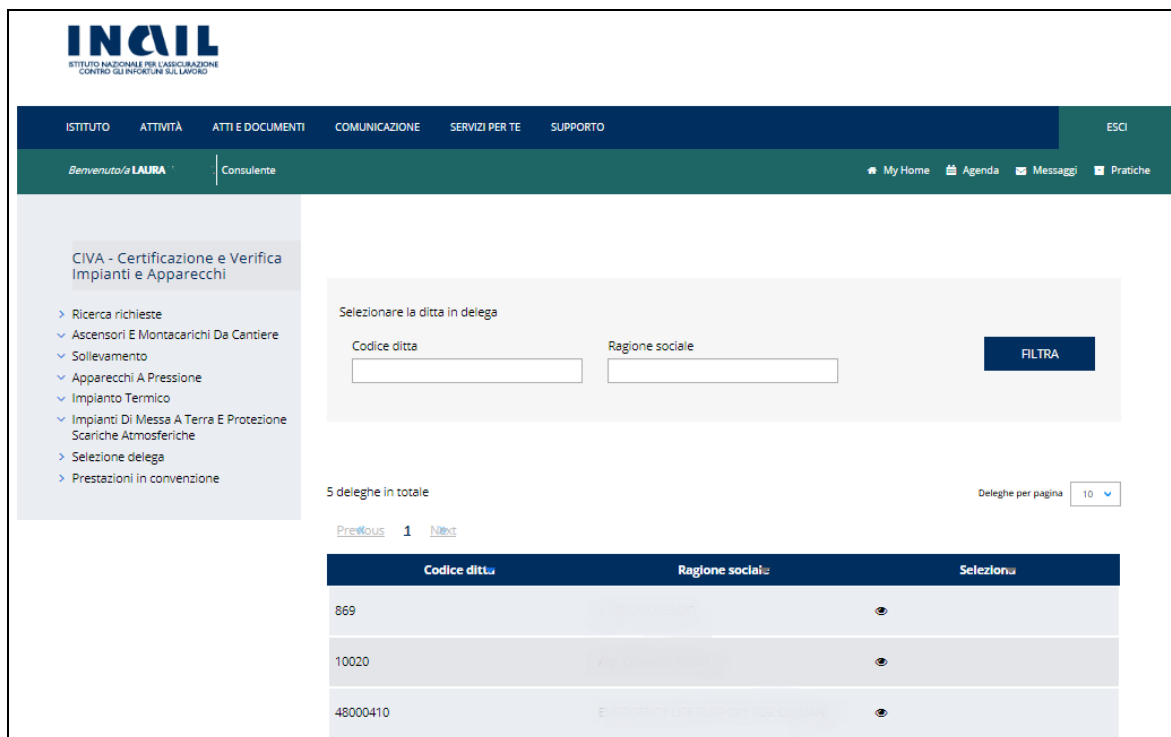 INAIL
ISTITUTO NAZIONALE PER L'ASSICURAZIONE
CONTRO GLI INFORTUNI SUL LAVORO
ISTITUTO ATTIVITÀ ATTI E DOCUMENTI COMUNICAZIONE SERVIZI PER TE SUPPORTO ESCI
Benvenuto/a LAURA Consulente My Home Agenda Messaggi Pratiche
CIVA - Certificazione e Verifica
Impianti e Apparecchi
Ricerca richieste
Ascensori E Montacarichi Da Cantiere
Sollevamento
Apparecchi A Pressione
Impianto Termico
Impianti Di Messa A Terra E Protezione
Scariche Atmosferiche
Selezione delega
Prestazioni in convenzione
Selezionare la ditta in delega
Codice ditta Ragione sociale
FILTRA
5 deleghe in totale Deleghe per pagina 10
Previous 1 Next
Codice ditta Ragione sociale Seleziona
869
10020
48000410